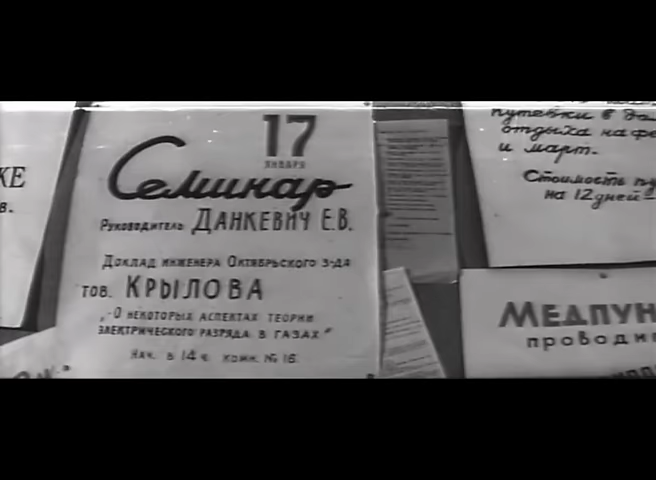 КЕ
в.
17
ЯНВАРЯ
Семинар
Руководитель ДАНКЕВИЧ Е.В.
ДОКЛАД ИНЖЕНЕРА ОКТЯБРЬСКОГО З-ДА
ТОВ. КРЫЛОВА
„О НЕКОТОРЫХ АСПЕКТАХ ТЕОРИИ
ЭЛЕКТРИЧЕСКОГО РАЗРЯДА В ГАЗАХ"
НАЧ. В 14 ч. КОМН. № 16.
путевки в до
отдыха на фе
и март.
Стоимость пу
на 12 дней
МЕДПУН
проводи